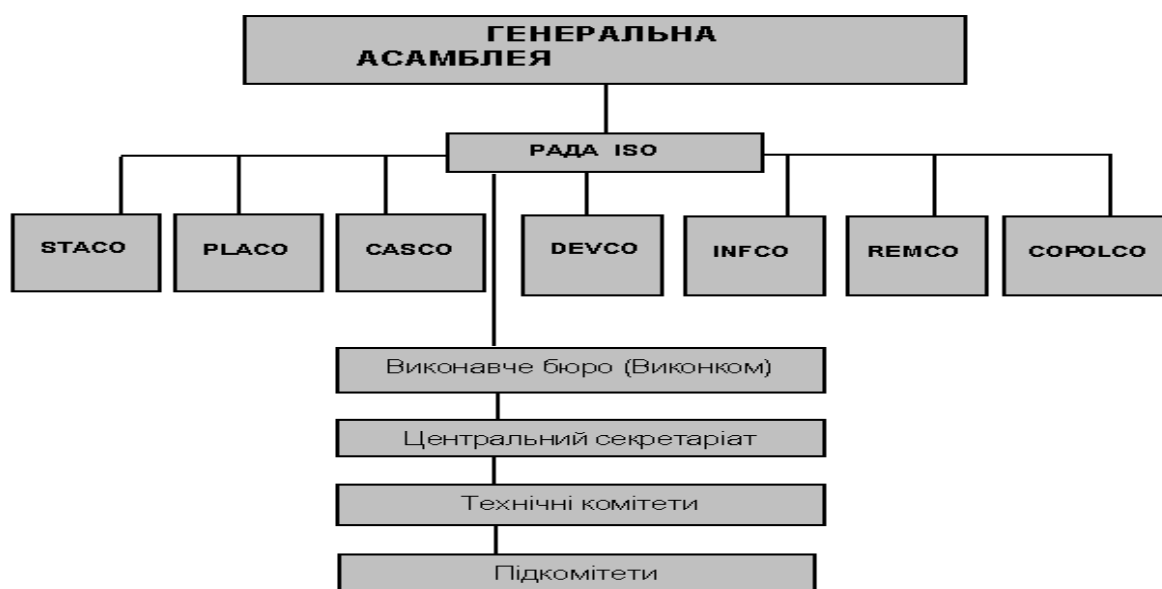 ГЕНЕРАЛЬНА
АСАМБЛЕЯ
РАДА ISO
STACO
PLACO
CASCO
DEVCO
INFCO
REMCO
COPOLCO
Виконавче бюро (Виконком)
Центральний секретаріат
Технічні комітети
Підкомітети